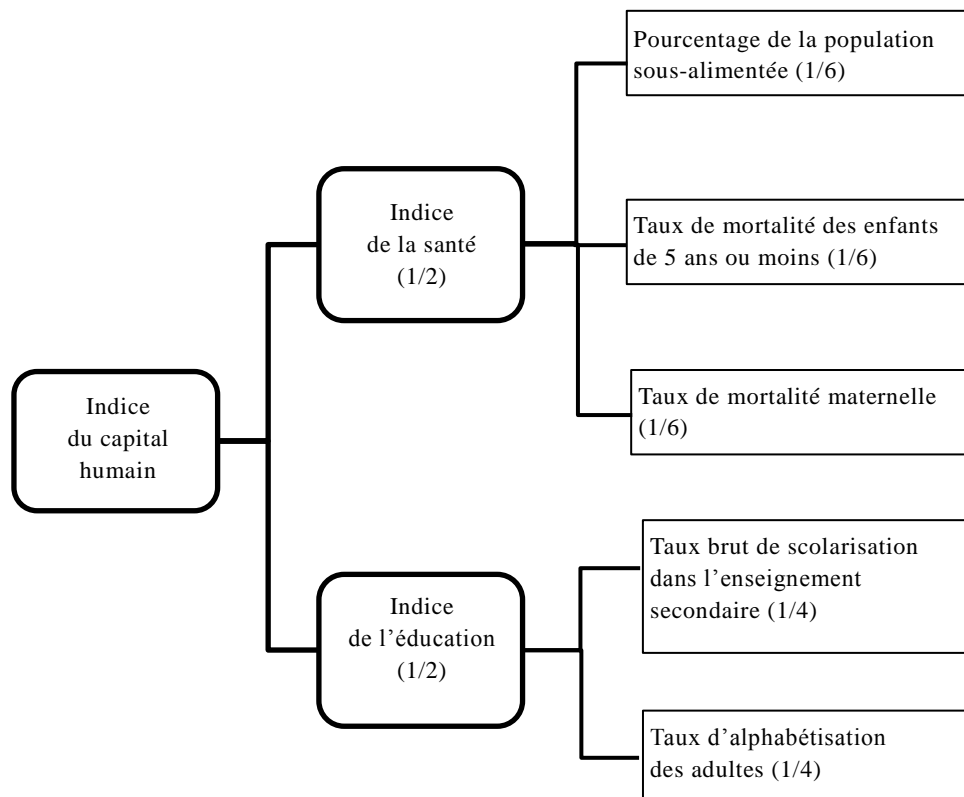 Pourcentage de la population
sous-alimentée (1/6)
Indice
de la santé
(1/2)
Taux de mortalité des enfants
de 5 ans ou moins (1/6)
Taux de mortalité maternelle
(1/6)
Indice
du capital
humain
Taux brut de scolarisation
dans l’enseignement
secondaire (1/4)
Indice
de l’éducation
(1/2)
Taux d’alphabétisation
des adultes (1/4)